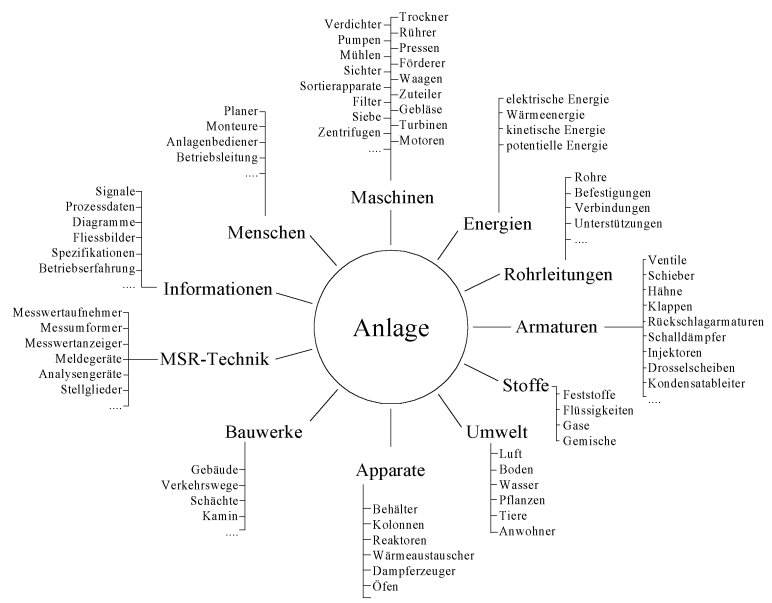 Anlage
Maschinen
Verdichter
Pumpen
Mühlen
Sichter
Sortierapparate
Filter
Siebe
Zentrifugen
....
Trockner
Rührer
Pressen
Förderer
Waagen
Zuteiler
Gebläse
Turbinen
Motoren
Energien
elektrische Energie
Wärmeenergie
kinetische Energie
potentielle Energie
Rohrleitungen
Rohre
Befestigungen
Verbindungen
Unterstützungen
....
Armaturen
Ventile
Schieber
Hähne
Klappen
Rückschlagarmaturen
Schalldämpfer
Injektoren
Drosselscheiben
Kondensatableiter
....
Stoffe
Feststoffe
Flüssigkeiten
Gase
Gemische
Umwelt
Luft
Boden
Wasser
Pflanzen
Tiere
Anwohner
Apparate
Behälter
Kolonnen
Reaktoren
Wärmeaustauscher
Dampferzeuger
Öfen
Bauwerke
Gebäude
Verkehrswege
Schächte
Kamin
....
MSR-Technik
Messwertaufnehmer
Messumformer
Messwertanzeiger
Meldegeräte
Analysengeräte
Stellglieder
....
Informationen
Signale
Prozessdaten
Diagramme
Fliessbilder
Spezifikationen
Betriebserfahrung
....
Menschen
Planer
Monteure
Anlagenbediener
Betriebsleitung
....